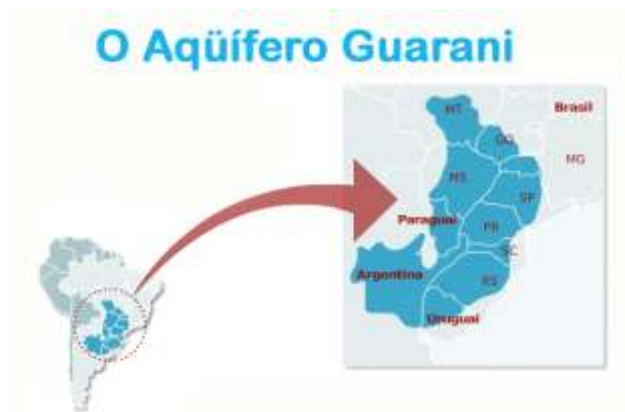 O Aqüífero Guarani
MT
Brasil
GO
MG
MS
SP
Paraguai
PR
SC
Argentina
RS
Uruguai